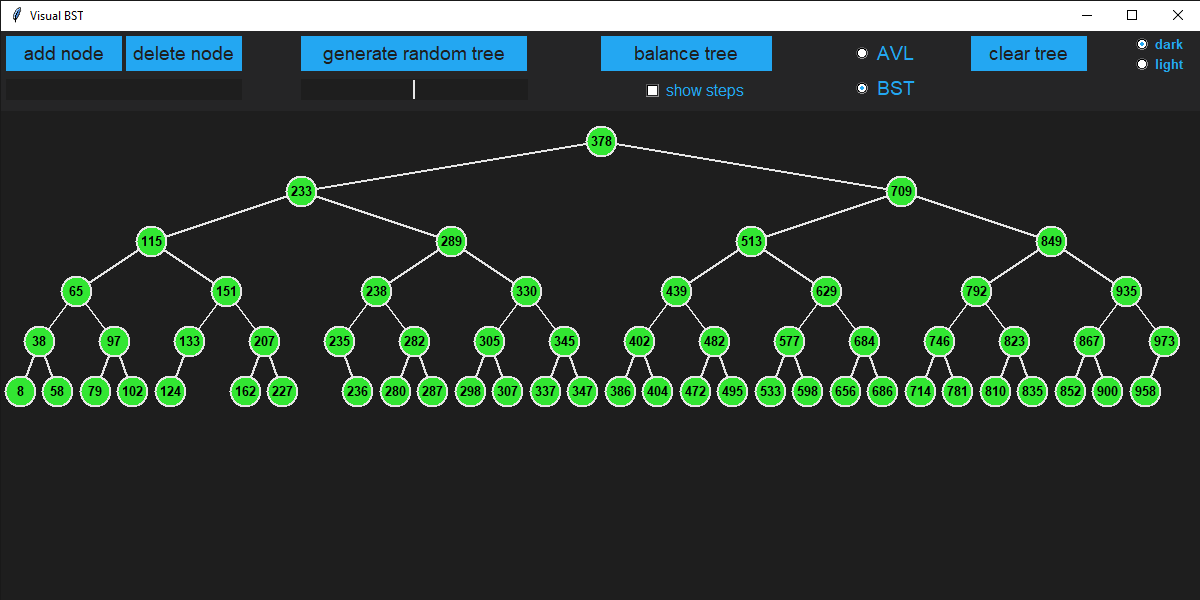 Visual BST
add node delete node generate random tree balance tree AVL clear tree dark
light
show steps BST
378
233 709
115 289 513 849
65 151 238 330 439 629 792 935
38 97 133 207 235 282 305 345 402 482 577 684 746 823 867 973
8 58 79 102 124 162 227 236 280 287 298 307 337 347 386 404 472 495 533 598 656 686 714 781 810 835 852 900 958